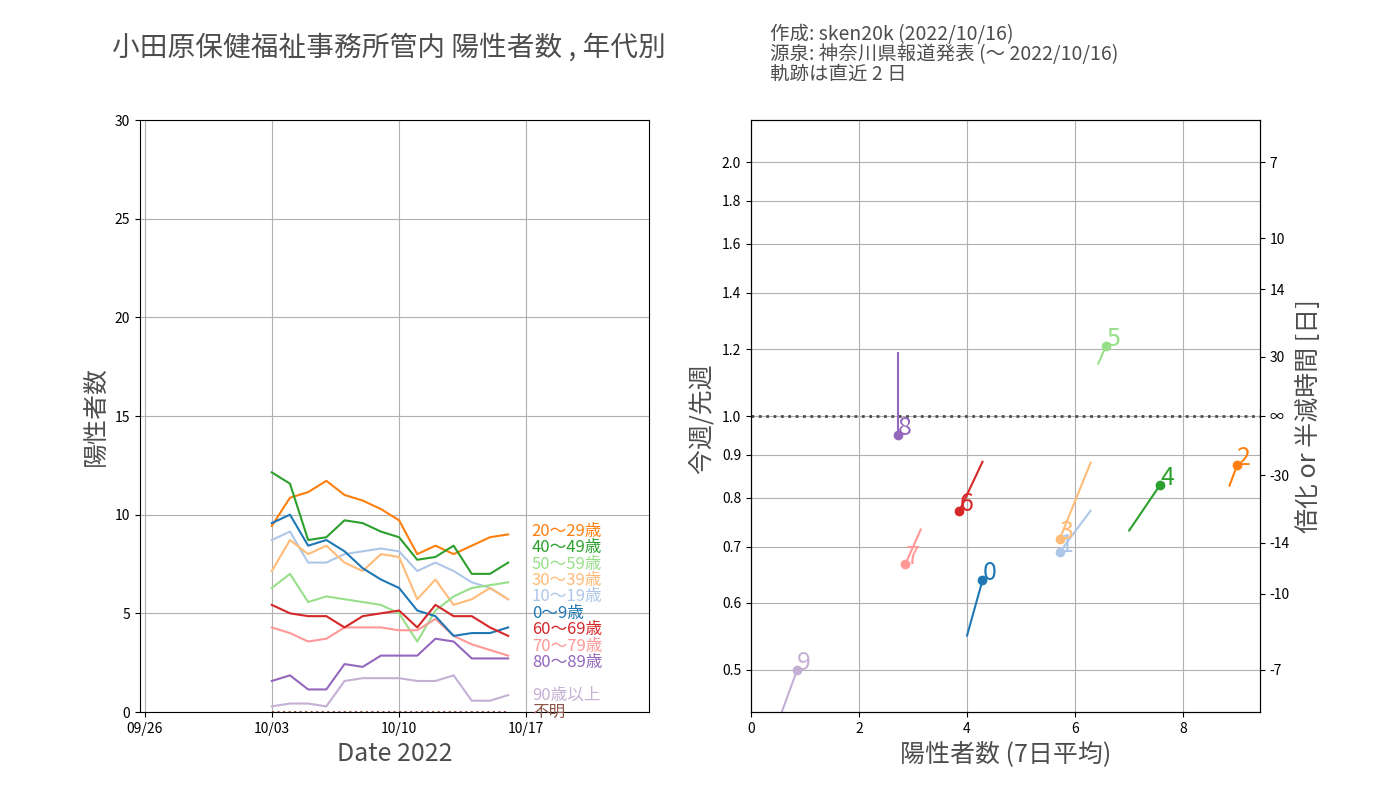 小田原保健福祉事務所管内 陽性者数 , 年代別
作成: sken20k (2022/10/16)
源泉: 神奈川県報道発表 (～ 2022/10/16)
軌跡は直近 2 日
陽性者数
30
25
20
15
10
5
0
20～29歳
40～49歳
50～59歳
30～39歳
10～19歳
0～9歳
60～69歳
70～79歳
80～89歳
90歳以上
不明
09/26
10/03
10/10
10/17
Date 2022
今週/先週
2.0
1.8
1.6
1.4
1.2
1.0
0.9
0.8
0.7
0.6
0.5
5
8
2
4
6
3
1
7
0
9
7
10
14
30
∞
-30
-14
-10
-7
倍化 or 半減時間 [日]
0
2
4
6
8
陽性者数 (7日平均)